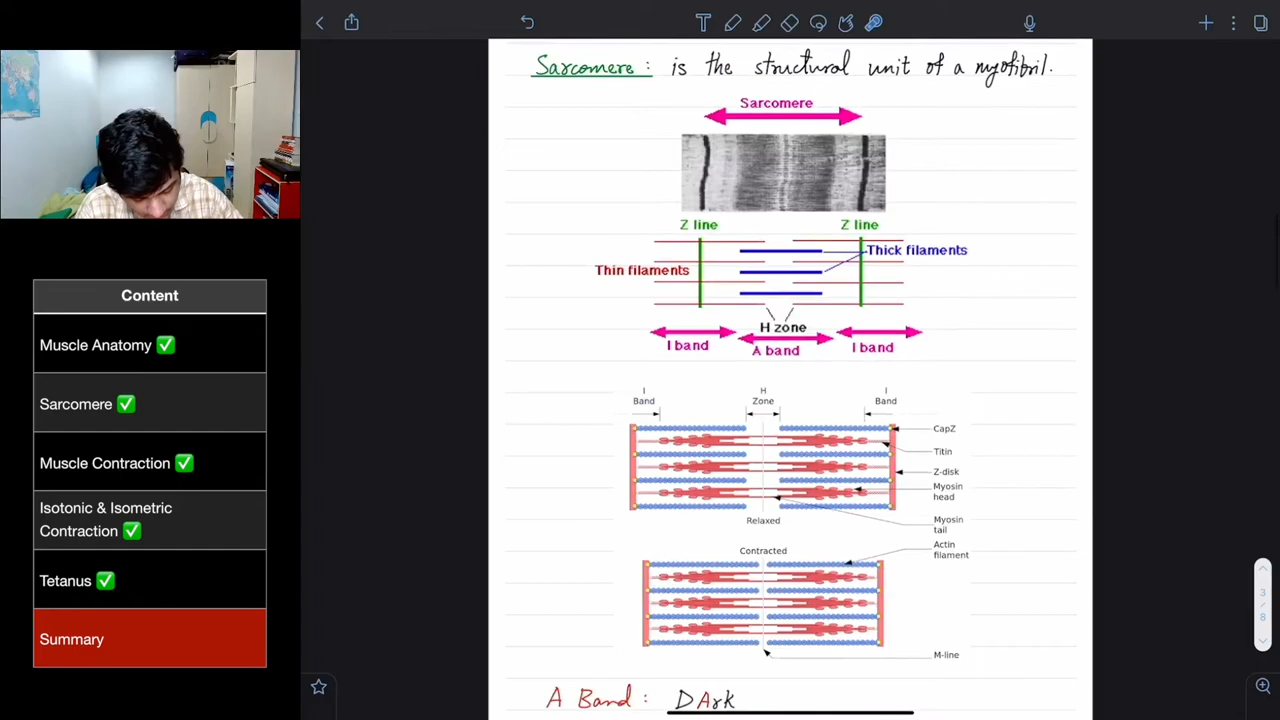 Content
Muscle Anatomy ✅
Sarcomere ✅
Muscle Contraction ✅
Isotonic & Isometric
Contraction ✅
Tetanus ✅
Summary
T
Sarcomere : is the structural unit of a myofibril.
Sarcomere
Z line Z line
Thick filaments
Thin filaments
H zone
I band A band I band
I Band H Zone I Band
CapZ
Titin
Z-disk
Myosin head
Myosin tail
Relaxed
Actin filament
Contracted
M-line
A Band : DArk
3
8